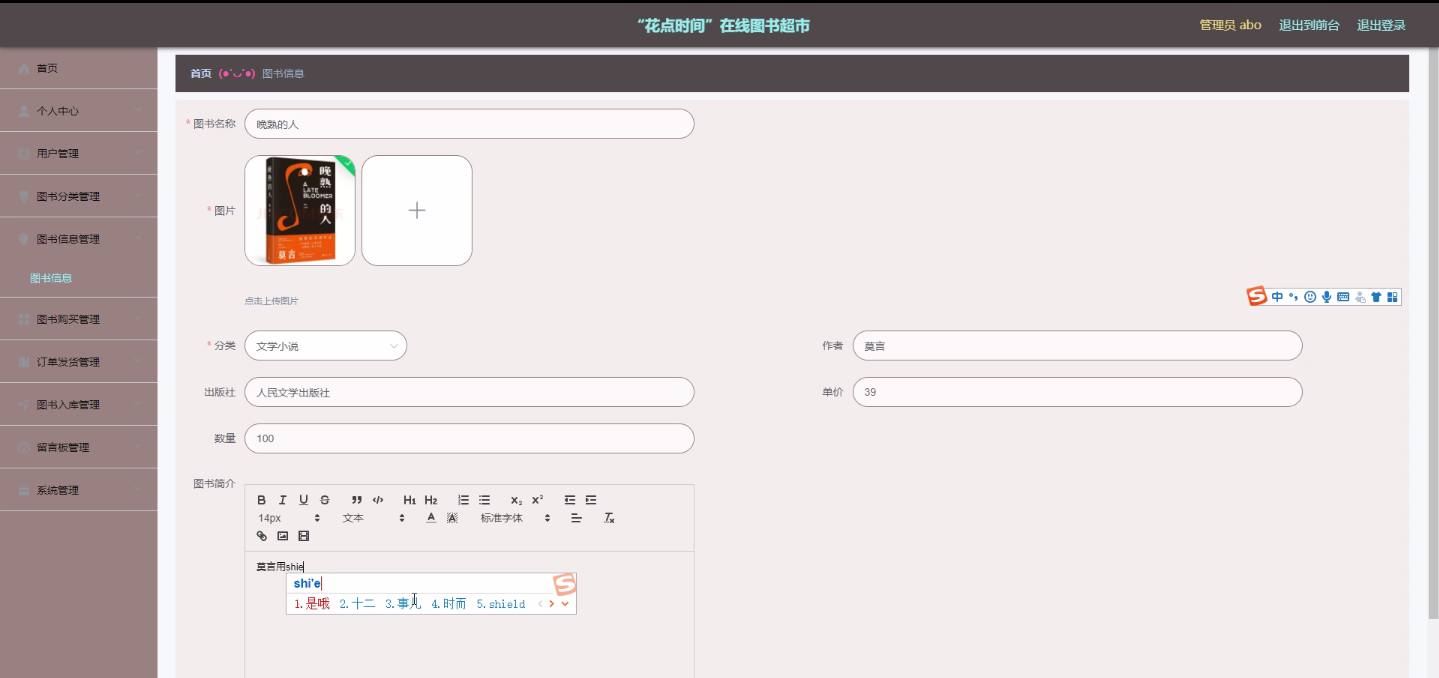 “花点时间”在线图书超市
管理员 abo 退出到前台 退出登录
首页
个人中心
用户管理
图书分类管理
图书信息管理
图书信息
图书购买管理
订单发货管理
图书入库管理
留言板管理
系统管理
首页 (●'◡'●) 图书信息
* 图书名称 晚熟的人
* 图片
晚熟的人
A LATE BLOOMER
莫言
点击上传图片
中
* 分类 文学小说
作者 莫言
出版社 人民文学出版社
单价 39
数量 100
图书简介
B I U S ” </> H1 H2 X2 X2
14px 文本 A A 标准字体 Tx
莫言用shie
shi'e
1.是哦 2.十二 3.事儿 4.时而 5.shield